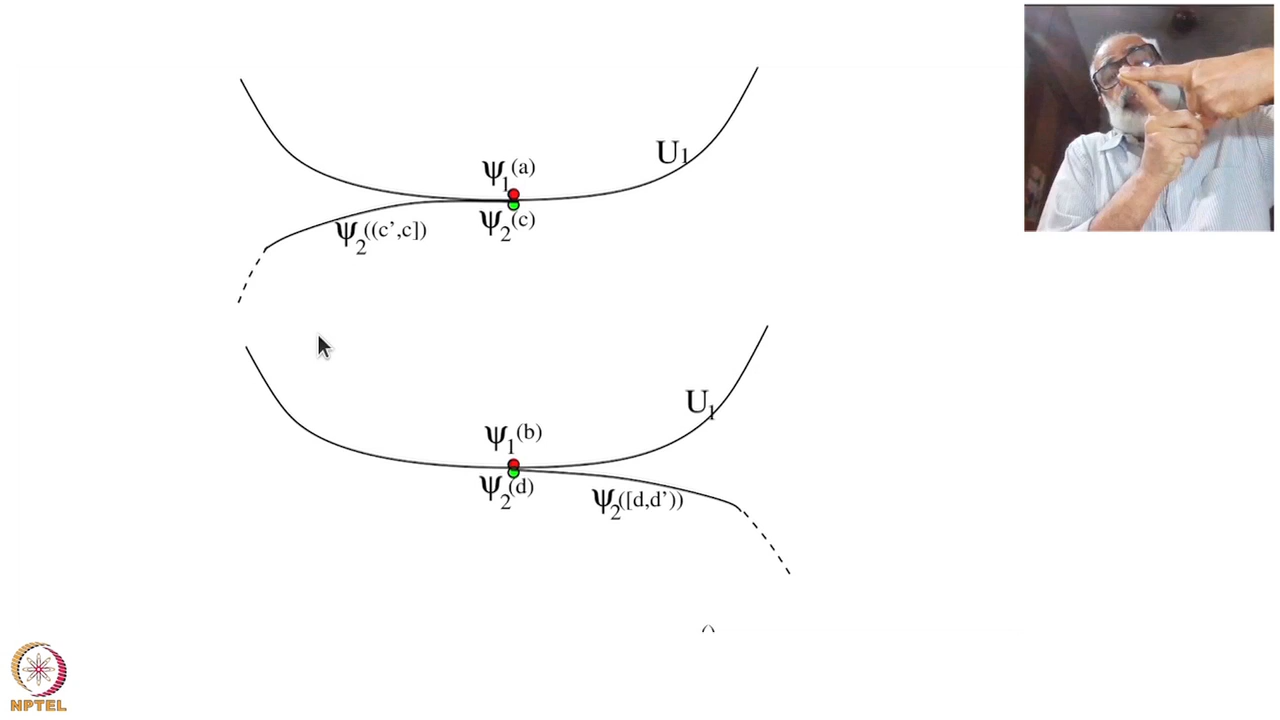 U₁
ψ₁(a)
ψ₂(c)
ψ₂((c’,c])
U₁
ψ₁(b)
ψ₂(d)
ψ₂([d,d’))
()
NPTEL